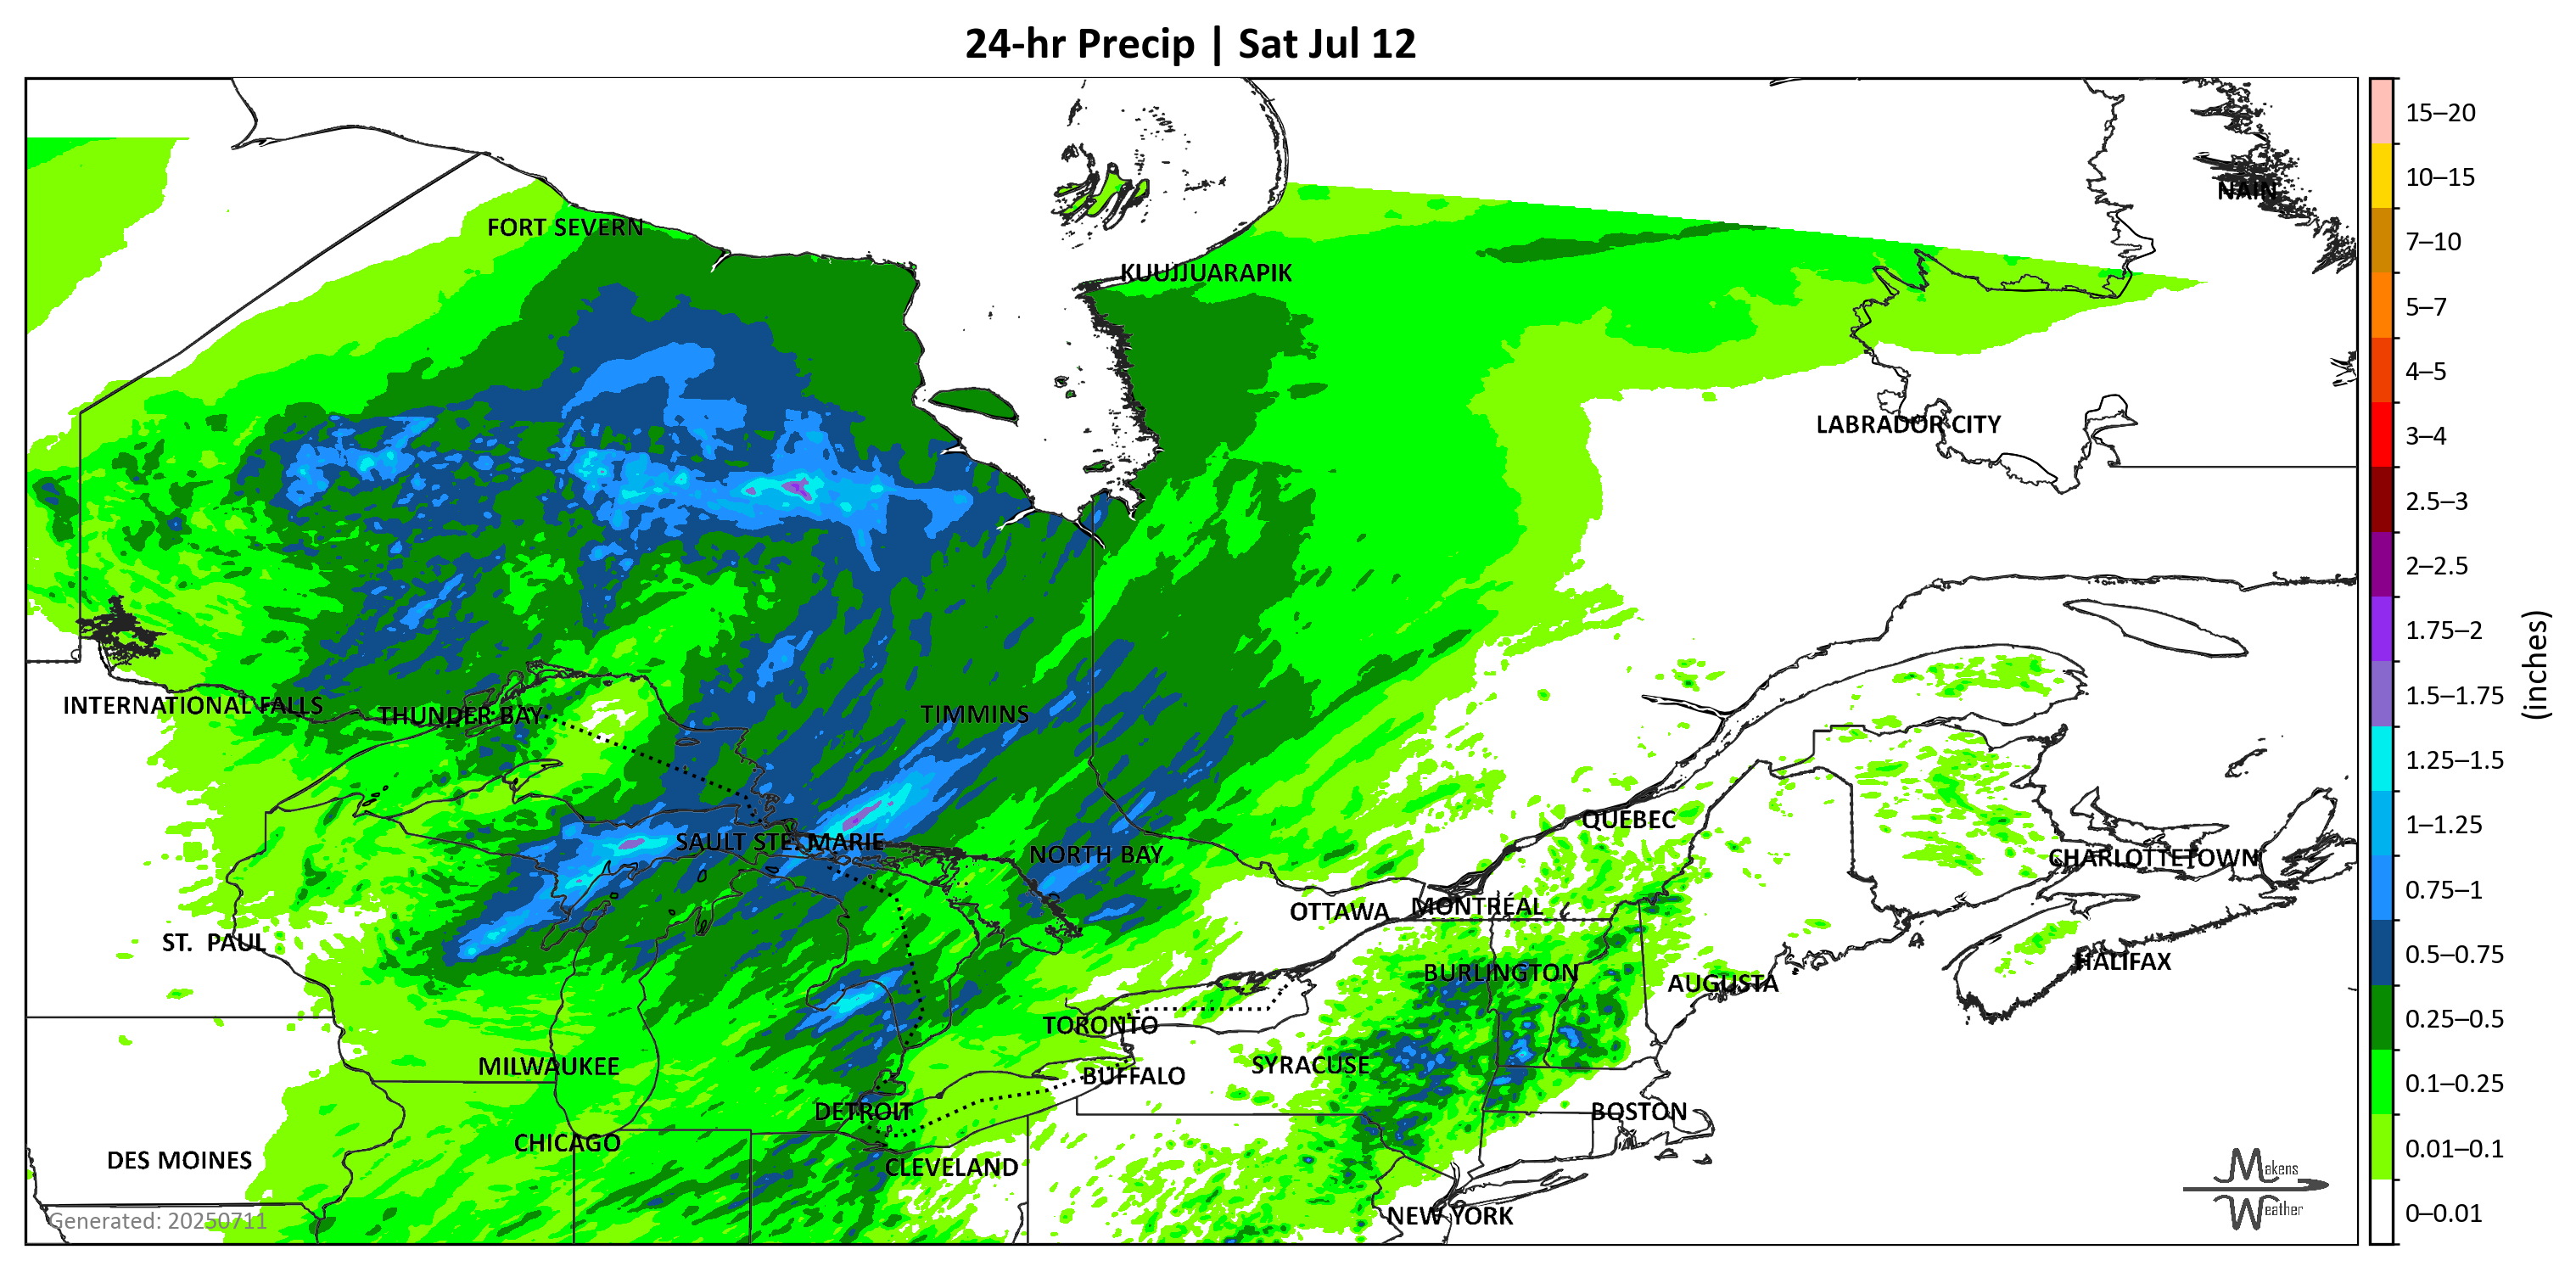 24-hr Precip | Sat Jul 12
NAIN
FORT SEVERN
KUUJJUARAPIK
LABRADOR CITY
INTERNATIONAL FALLS
THUNDER BAY
TIMMINS
QUÉBEC
SAULT STE. MARIE
NORTH BAY
CHARLOTTETOWN
OTTAWA
MONTRÉAL
ST. PAUL
HALIFAX
BURLINGTON
AUGUSTA
TORONTO
MILWAUKEE
SYRACUSE
BUFFALO
DETROIT
BOSTON
CHICAGO
DES MOINES
CLEVELAND
NEW YORK
Generated: 20250711
Makens
Weather
15–20
10–15
7–10
5–7
4–5
3–4
2.5–3
2–2.5
1.75–2
1.5–1.75
1.25–1.5
1–1.25
0.75–1
0.5–0.75
0.25–0.5
0.1–0.25
0.01–0.1
0–0.01
(inches)